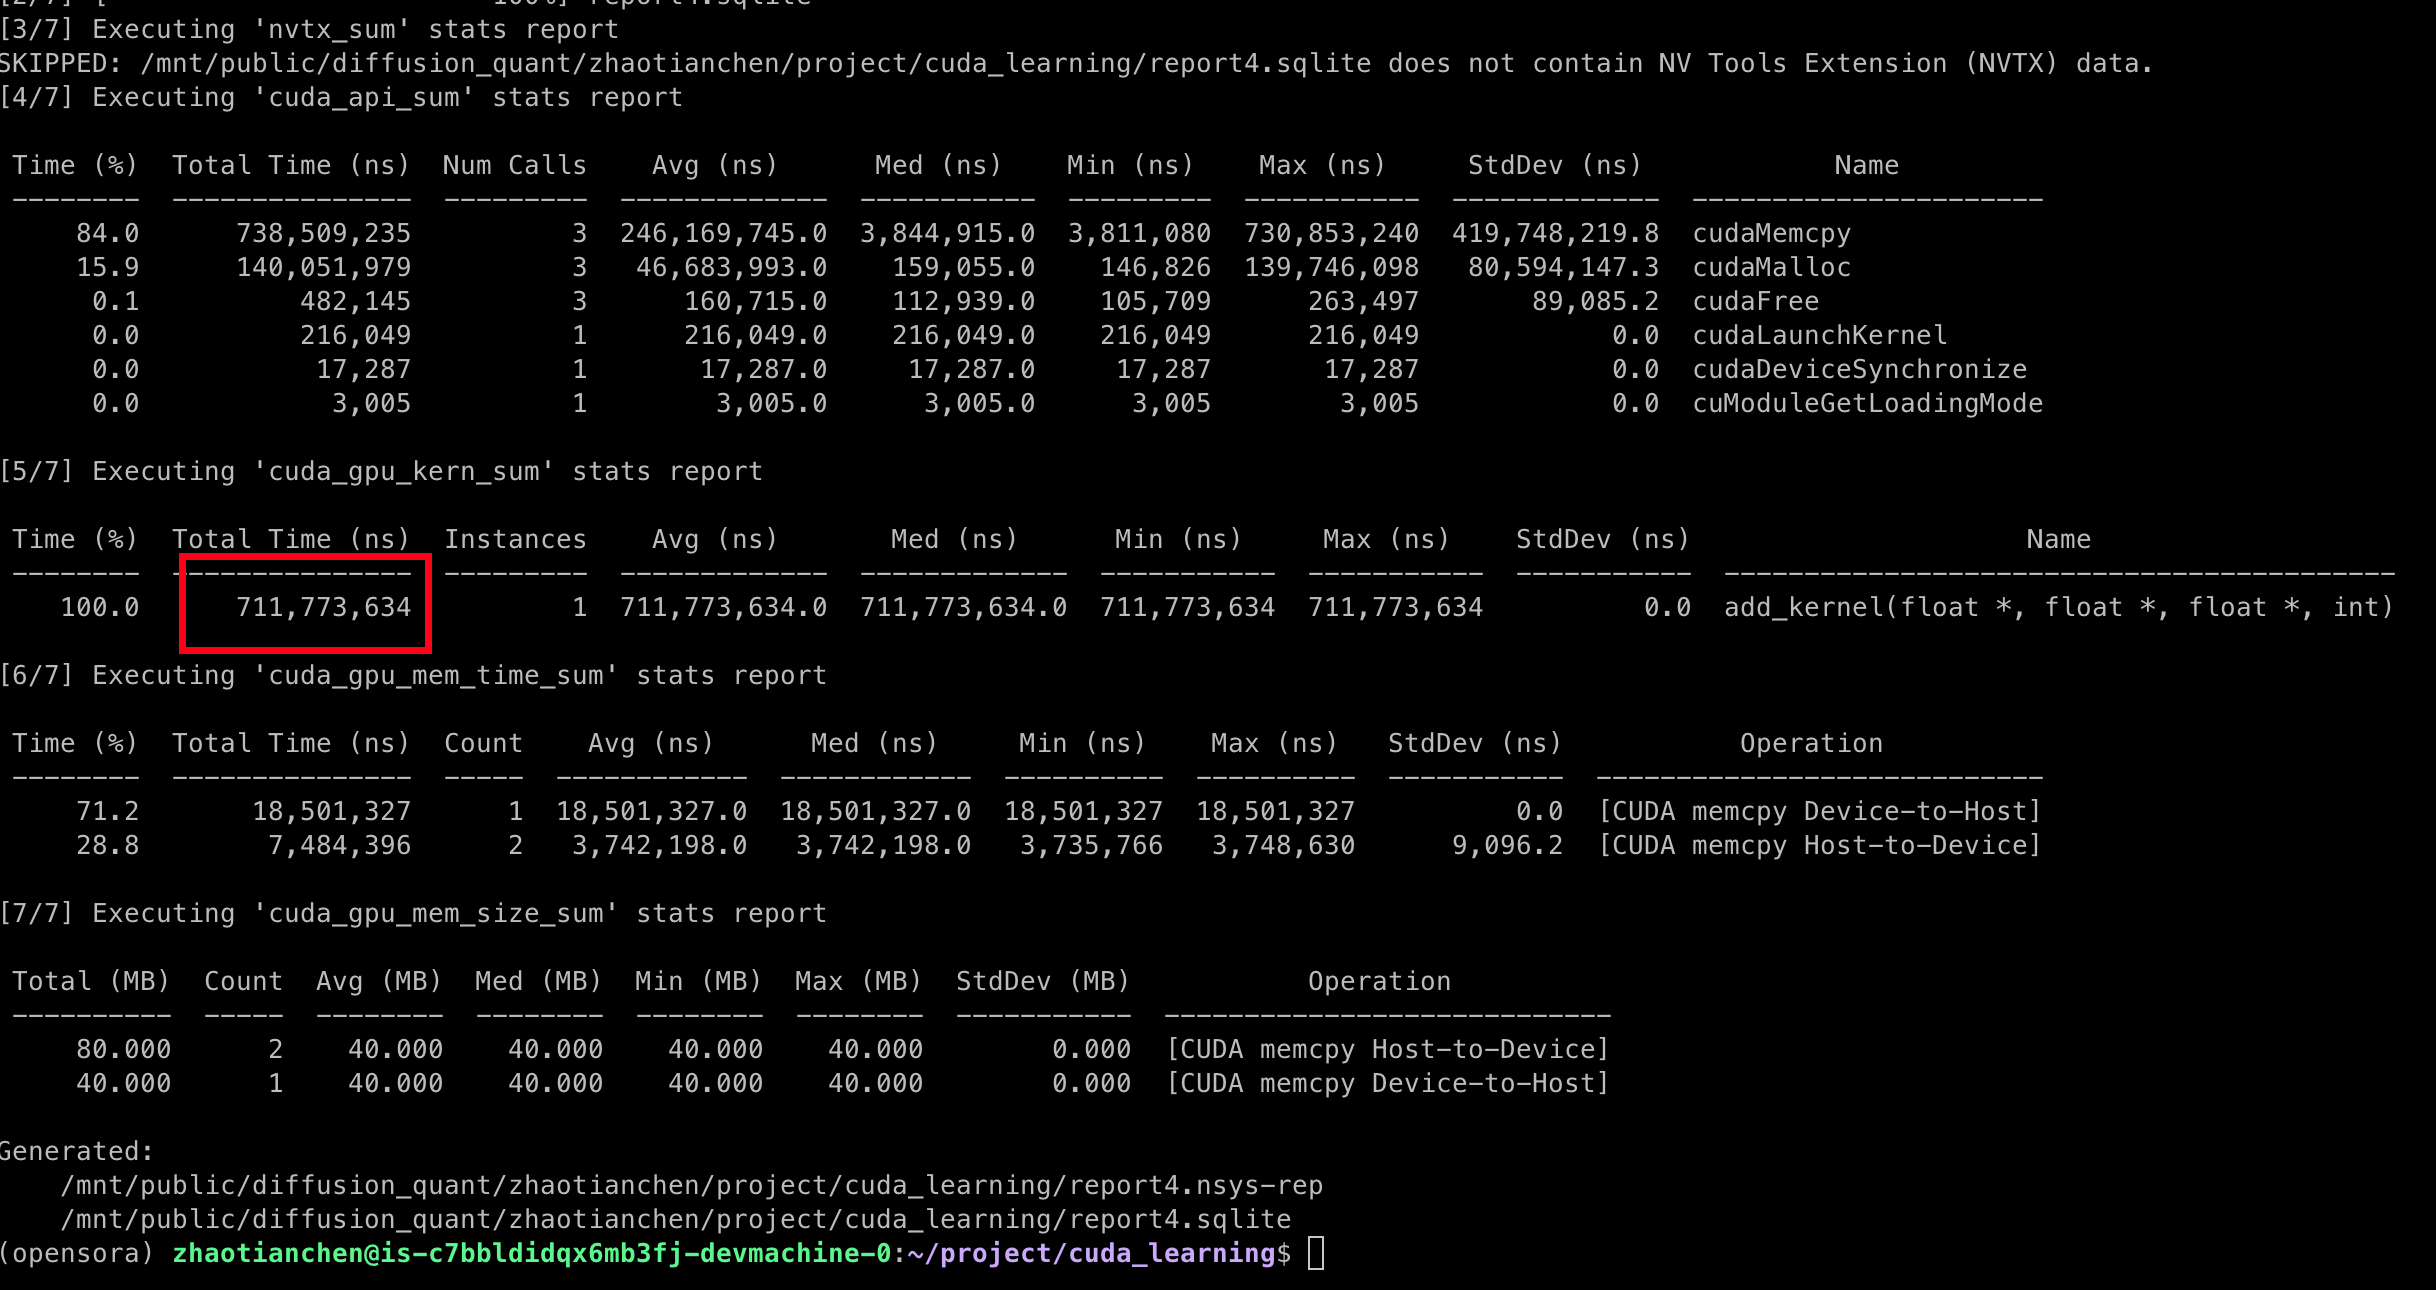 [2/7] [ 100%] report4.sqlite
[3/7] Executing 'nvtx_sum' stats report
SKIPPED: /mnt/public/diffusion_quant/zhaotianchen/project/cuda_learning/report4.sqlite does not contain NV Tools Extension (NVTX) data.
[4/7] Executing 'cuda_api_sum' stats report
Time (%) Total Time (ns) Num Calls Avg (ns) Med (ns) Min (ns) Max (ns) StdDev (ns) Name
-------- --------------- --------- ------------- ----------- --------- ----------- ------------- ----------------------
84.0 738,509,235 3 246,169,745.0 3,844,915.0 3,811,080 730,853,240 419,748,219.8 cudaMemcpy
15.9 140,051,979 3 46,683,993.0 159,055.0 146,826 139,746,098 80,594,147.3 cudaMalloc
0.1 482,145 3 160,715.0 112,939.0 105,709 263,497 89,085.2 cudaFree
0.0 216,049 1 216,049.0 216,049.0 216,049 216,049 0.0 cudaLaunchKernel
0.0 17,287 1 17,287.0 17,287.0 17,287 17,287 0.0 cudaDeviceSynchronize
0.0 3,005 1 3,005.0 3,005.0 3,005 3,005 0.0 cuModuleGetLoadingMode
[5/7] Executing 'cuda_gpu_kern_sum' stats report
Time (%) Total Time (ns) Instances Avg (ns) Med (ns) Min (ns) Max (ns) StdDev (ns) Name
-------- --------------- --------- ------------- ------------- ----------- ----------- ----------- ------------------------------------------
100.0 711,773,634 1 711,773,634.0 711,773,634.0 711,773,634 711,773,634 0.0 add_kernel(float *, float *, float *, int)
[6/7] Executing 'cuda_gpu_mem_time_sum' stats report
Time (%) Total Time (ns) Count Avg (ns) Med (ns) Min (ns) Max (ns) StdDev (ns) Operation
-------- --------------- ----- ------------ ------------ ---------- ---------- ----------- ----------------------------
71.2 18,501,327 1 18,501,327.0 18,501,327.0 18,501,327 18,501,327 0.0 [CUDA memcpy Device-to-Host]
28.8 7,484,396 2 3,742,198.0 3,742,198.0 3,735,766 3,748,630 9,096.2 [CUDA memcpy Host-to-Device]
[7/7] Executing 'cuda_gpu_mem_size_sum' stats report
Total (MB) Count Avg (MB) Med (MB) Min (MB) Max (MB) StdDev (MB) Operation
---------- ----- -------- -------- -------- -------- ----------- ----------------------------
80.000 2 40.000 40.000 40.000 40.000 0.000 [CUDA memcpy Host-to-Device]
40.000 1 40.000 40.000 40.000 40.000 0.000 [CUDA memcpy Device-to-Host]
Generated:
/mnt/public/diffusion_quant/zhaotianchen/project/cuda_learning/report4.nsys-rep
/mnt/public/diffusion_quant/zhaotianchen/project/cuda_learning/report4.sqlite
(opensora) zhaotianchen@is-c7bbldidqx6mb3fj-devmachine-0:~/project/cuda_learning$